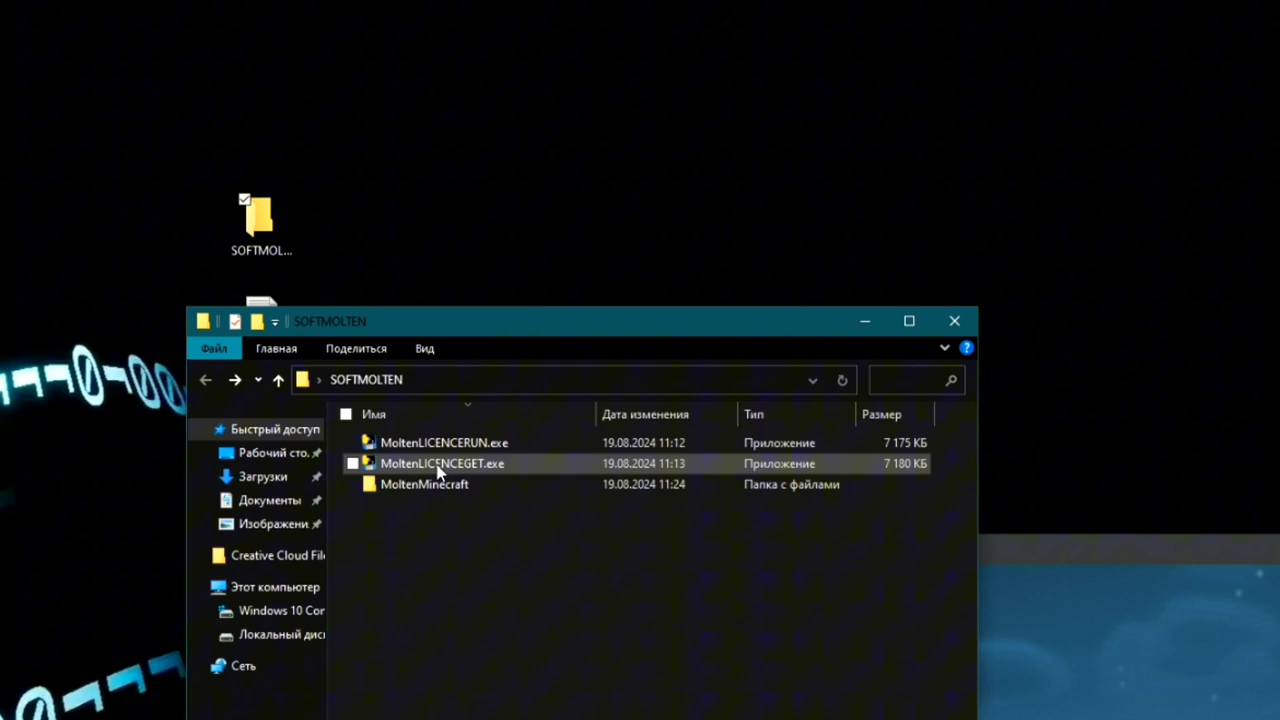 SOFTMOL...
SOFTMOLTEN
Файл Главная Поделиться Вид
SOFTMOLTEN
Имя Дата изменения Тип Размер
Быстрый доступ
Рабочий сто.
Загрузки
Документы
Изображени
Creative Cloud File
Этот компьютер
Windows 10 Cor
Локальный дис
Сеть
MoltenLICENCERUN.exe 19.08.2024 11:12 Приложение 7 175 КБ
MoltenLICENCEGET.exe 19.08.2024 11:13 Приложение 7 180 КБ
MoltenMinecraft 19.08.2024 11:24 Папка с файлами